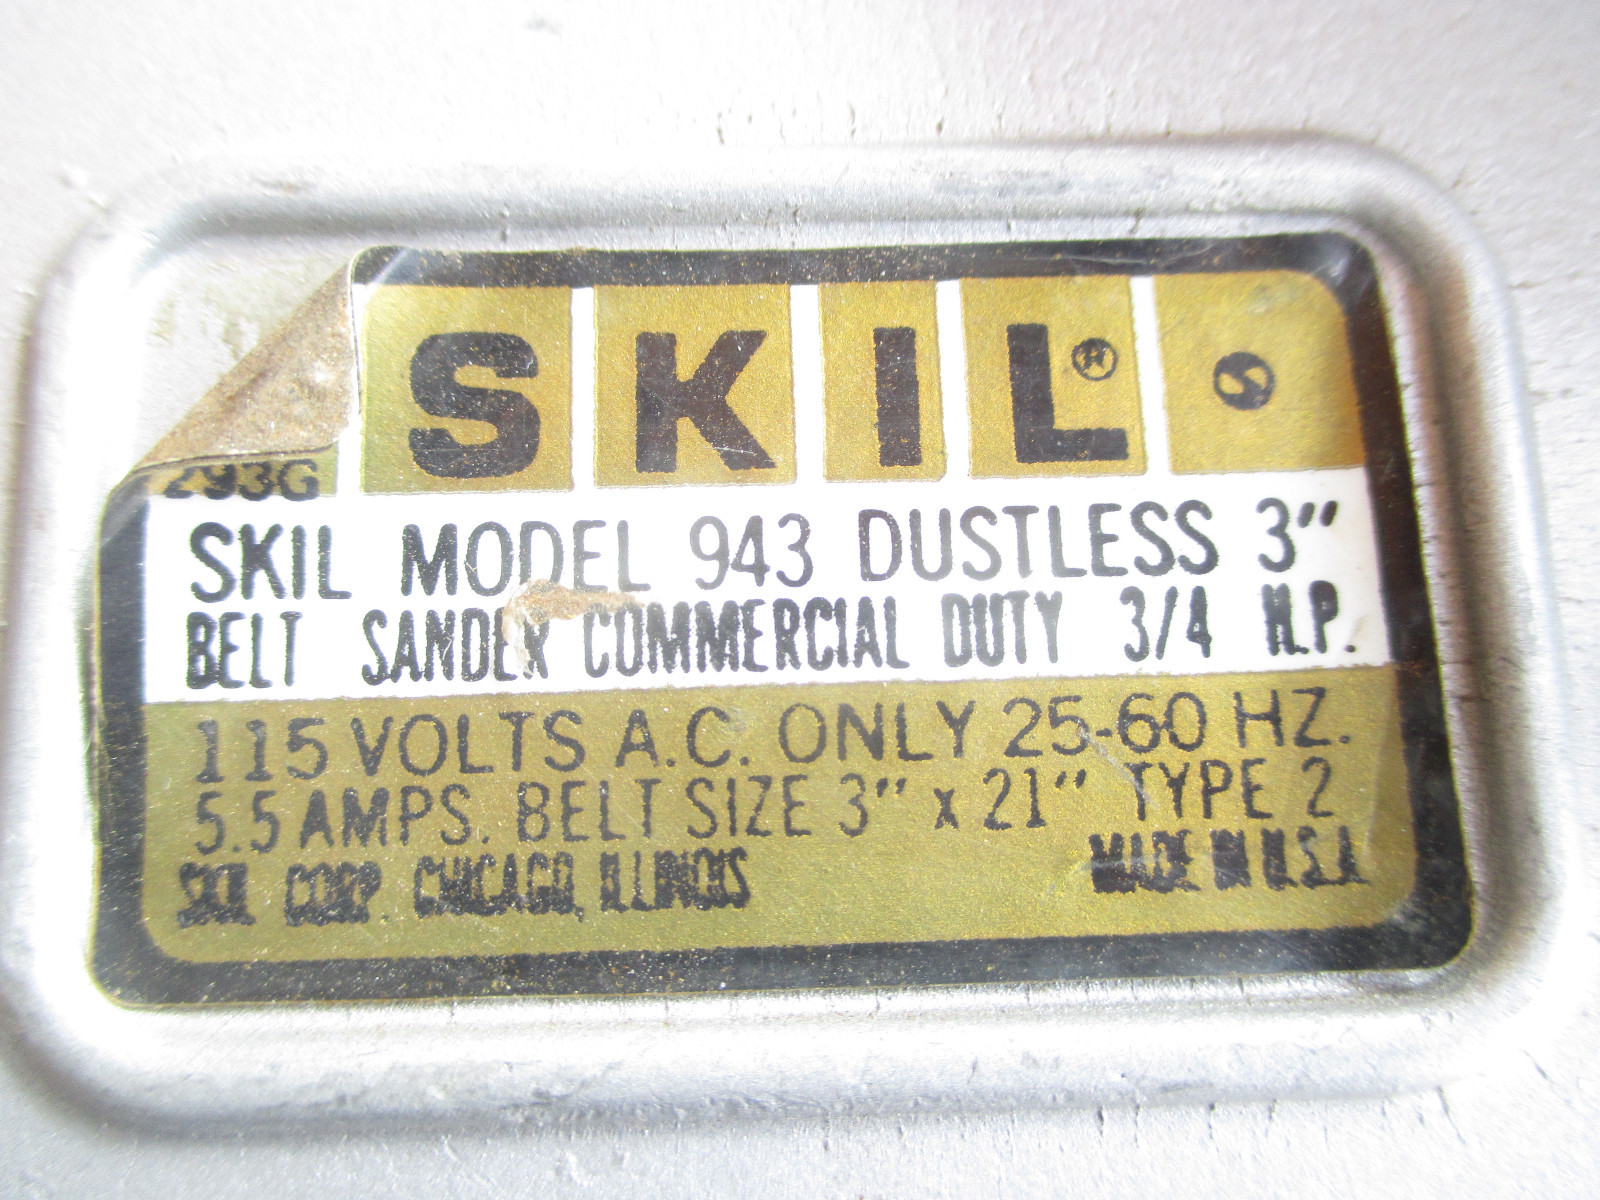 SKIL®
293G
SKIL MODEL 943 DUSTLESS 3"
BELT SANDER COMMERCIAL DUTY 3/4 H.P.
115 VOLTS A.C. ONLY 25-60 HZ.
5.5 AMPS. BELT SIZE 3" x 21" TYPE 2
SKIL CORP. CHICAGO, ILLINOIS MADE IN U.S.A.